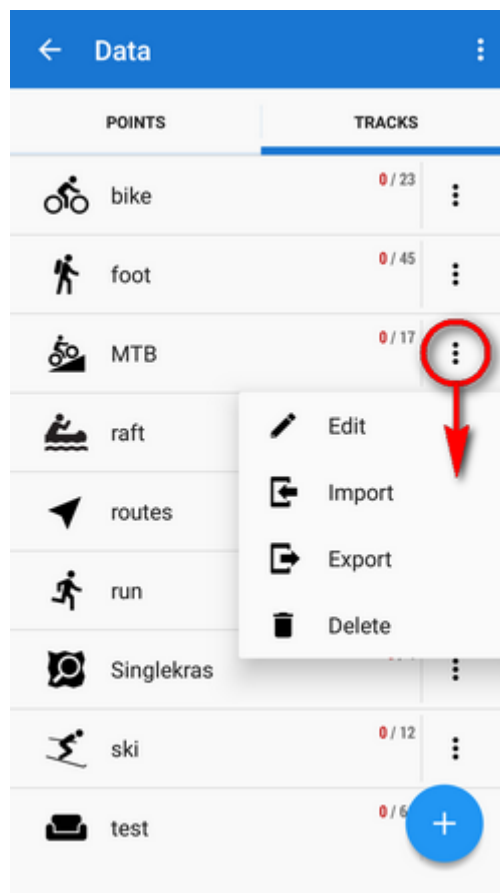 Data
POINTS TRACKS
bike 0 / 23
foot 0 / 45
MTB 0 / 17
raft
Edit
routes
Import
Export
run
Delete
Singlekras
ski 0 / 12
test